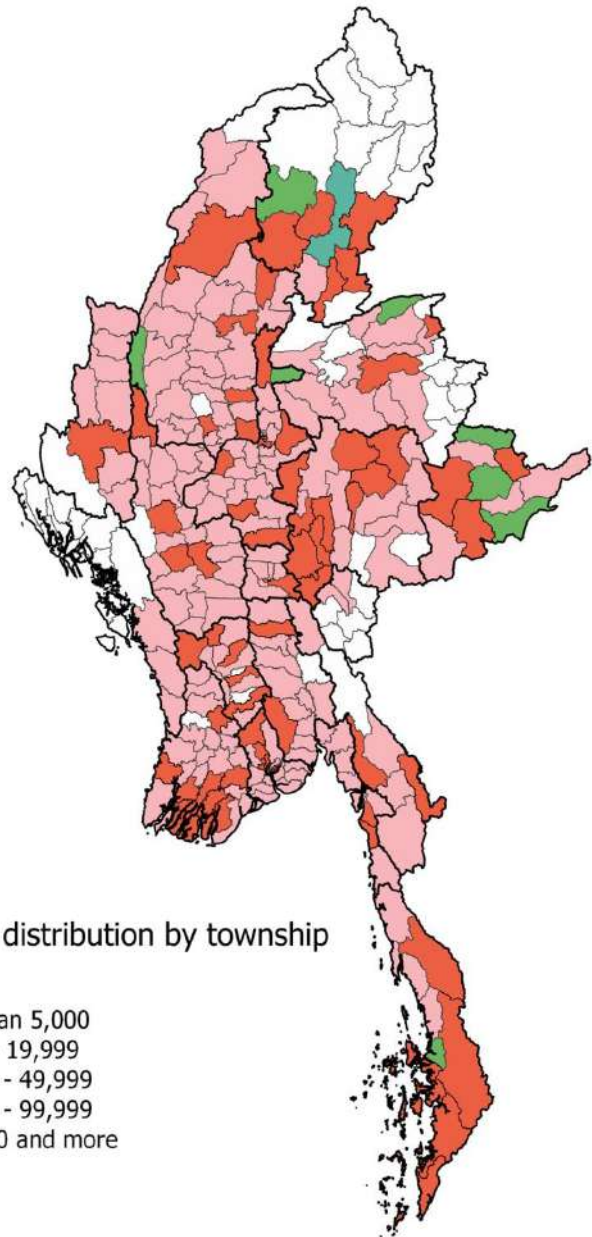 distribution by township
an 5,000
19,999
- 49,999
- 99,999
0 and more